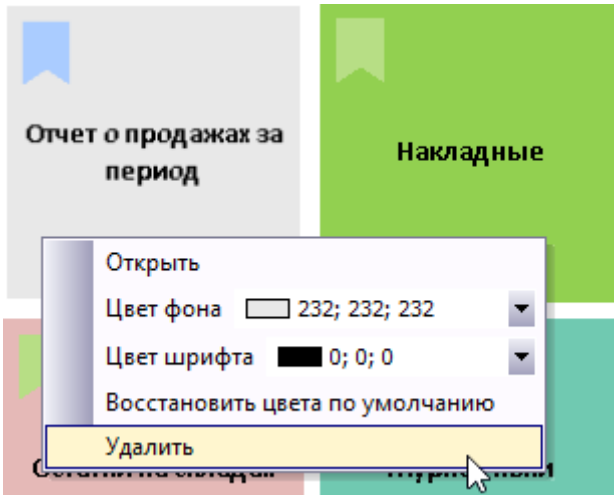 Отчет о продажах за
период
Накладные
Открыть
Цвет фона 232; 232; 232
Цвет шрифта 0; 0; 0
Восстановить цвета по умолчанию
Удалить